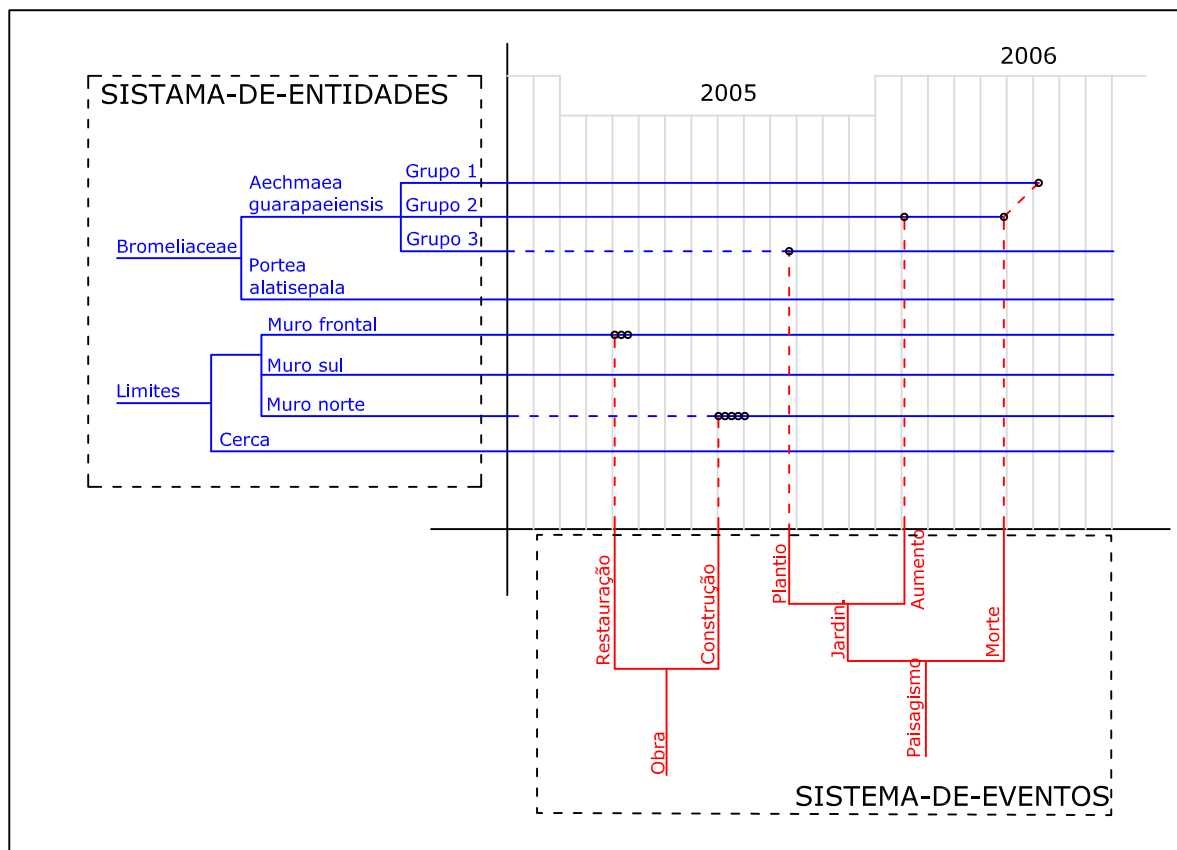 2006
2005
SISTAMA-DE-ENTIDADES
Grupo 1
Aechmaea
guarapaeiensis
Grupo 2
Grupo 3
Bromeliaceae
Portea
alatisepala
Muro frontal
Muro sul
Limites
Muro norte
Cerca
Restauração
Construção
Plantio
Aumento
Jardin
Morte
Obra
Paisagismo
SISTEMA-DE-EVENTOS